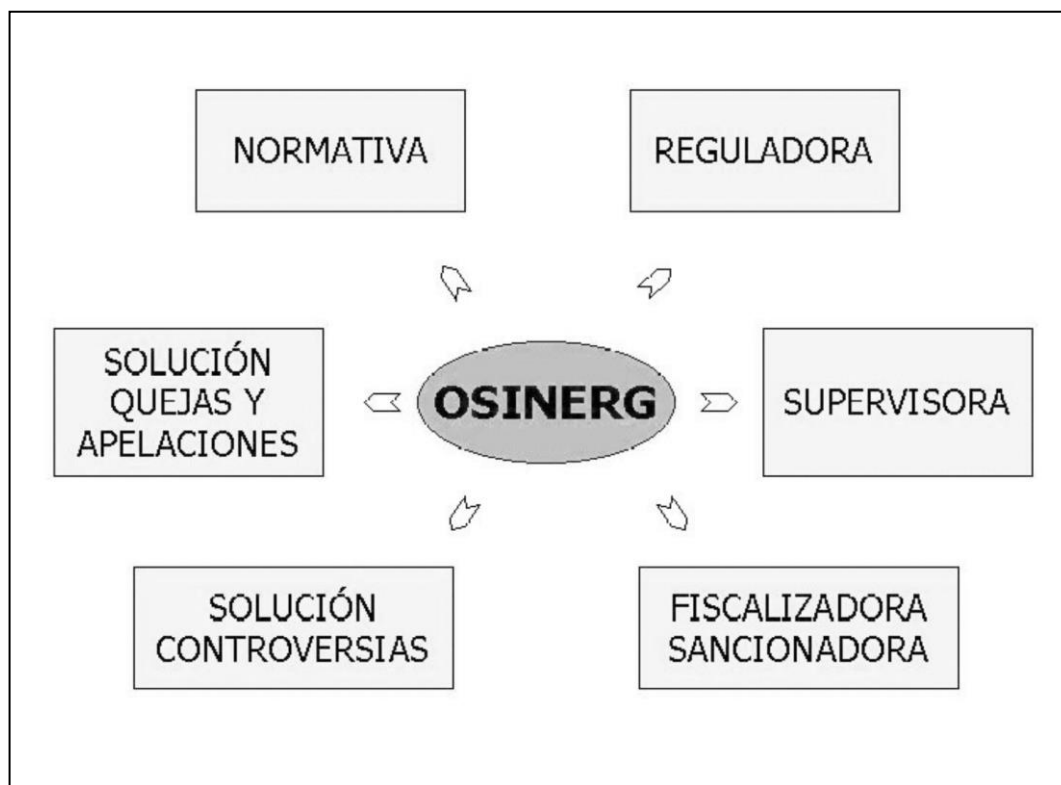 NORMATIVA
REGULADORA
SOLUCIÓN
QUEJAS Y
APELACIONES
OSINERG
SUPERVISORA
SOLUCIÓN
CONTROVERSIAS
FISCALIZADORA
SANCIONADORA